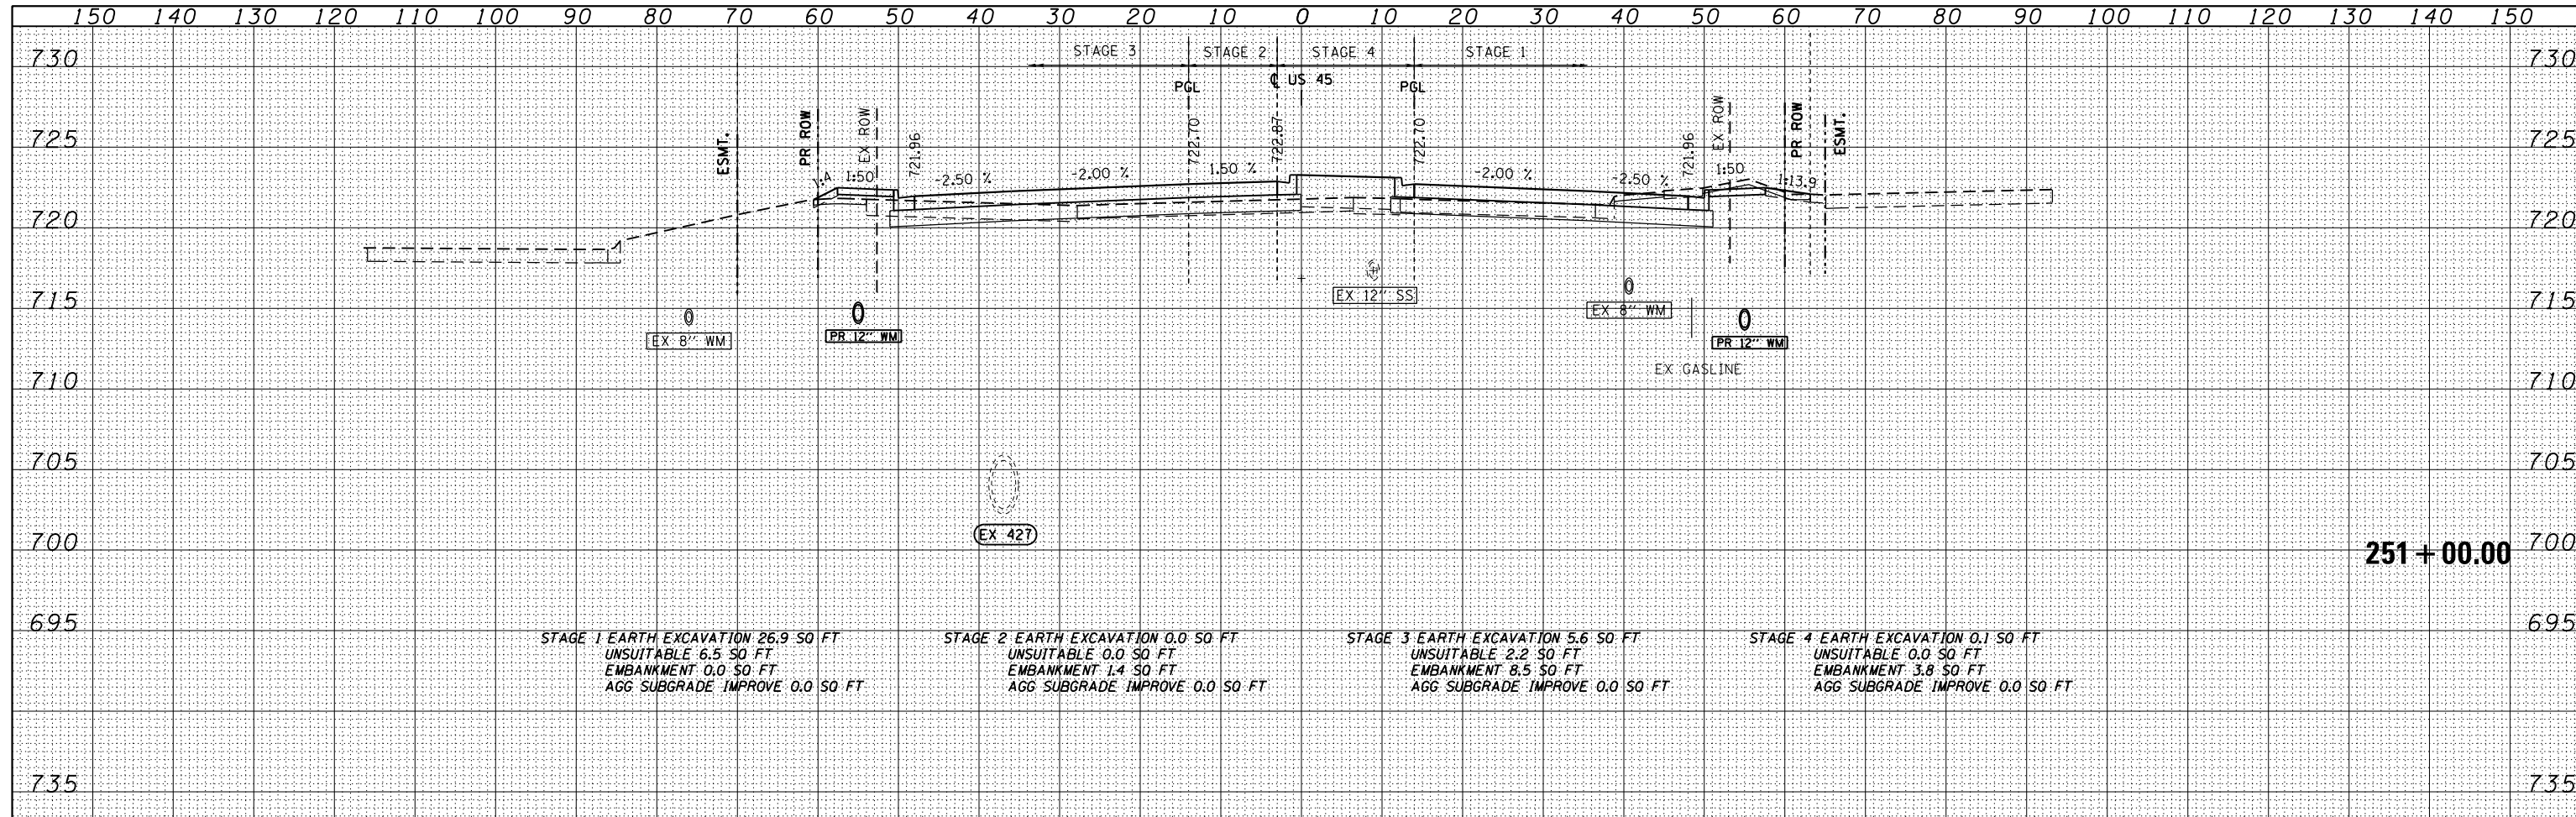 150 140 130 120 110 100 90 80 70 60 50 40 30 20 10 0 10 20 30 40 50 60 70 80 90 100 110 120 130 140 150
STAGE 3 STAGE 2 STAGE 4 STAGE 1
730 730
PGL ℄ US 45 PGL
ESMT. PR ROW EX ROW 721.96 722.70 722.87 722.70 721.96 EX ROW PR ROW ESMT.
725 725
1:4 1:50 -2.50 % -2.00 % 1.50 % -2.00 % -2.50 % 1:50 1:13.9
720 720
715 715
EX 12'' SS
EX 8'' WM
EX 8'' WM PR 12'' WM PR 12'' WM
EX GASLINE
710 710
705 705
EX 427
700 700
251+00.00
695 695
STAGE 1 EARTH EXCAVATION 26.9 SQ FT
UNSUITABLE 6.5 SQ FT
EMBANKMENT 0.0 SQ FT
AGG SUBGRADE IMPROVE 0.0 SQ FT
STAGE 2 EARTH EXCAVATION 0.0 SQ FT
UNSUITABLE 0.0 SQ FT
EMBANKMENT 1.4 SQ FT
AGG SUBGRADE IMPROVE 0.0 SQ FT
STAGE 3 EARTH EXCAVATION 5.6 SQ FT
UNSUITABLE 2.2 SQ FT
EMBANKMENT 8.5 SQ FT
AGG SUBGRADE IMPROVE 0.0 SQ FT
STAGE 4 EARTH EXCAVATION 0.1 SQ FT
UNSUITABLE 0.0 SQ FT
EMBANKMENT 3.8 SQ FT
AGG SUBGRADE IMPROVE 0.0 SQ FT
735 735